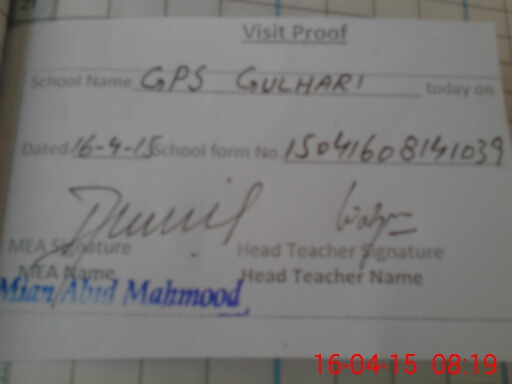 Visit Proof
School Name GPS GULHARI today on
Dated 16-4-15 School form No. 15041608141039
MEA Signature Head Teacher Signature
MEA Name Head Teacher Name
Mian Abid Mahmood
16-04-15 08:19